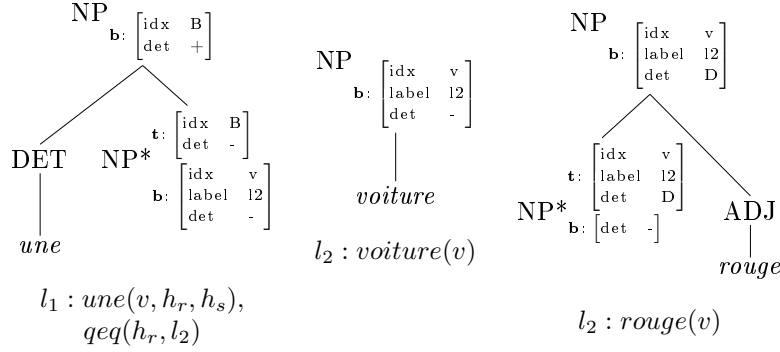 NP
b: [idx B
det +]
DET
NP*
t: [idx B
det -]
b: [idx v
label l2
det -]
une
l₁ : une(v, hᵣ, hₛ),
qeq(hᵣ, l₂)
NP
b: [idx v
label l2
det -]
voiture
l₂ : voiture(v)
NP
b: [idx v
label l2
det D]
NP*
t: [idx v
label l2
det D]
b: [det -]
ADJ
rouge
l₂ : rouge(v)